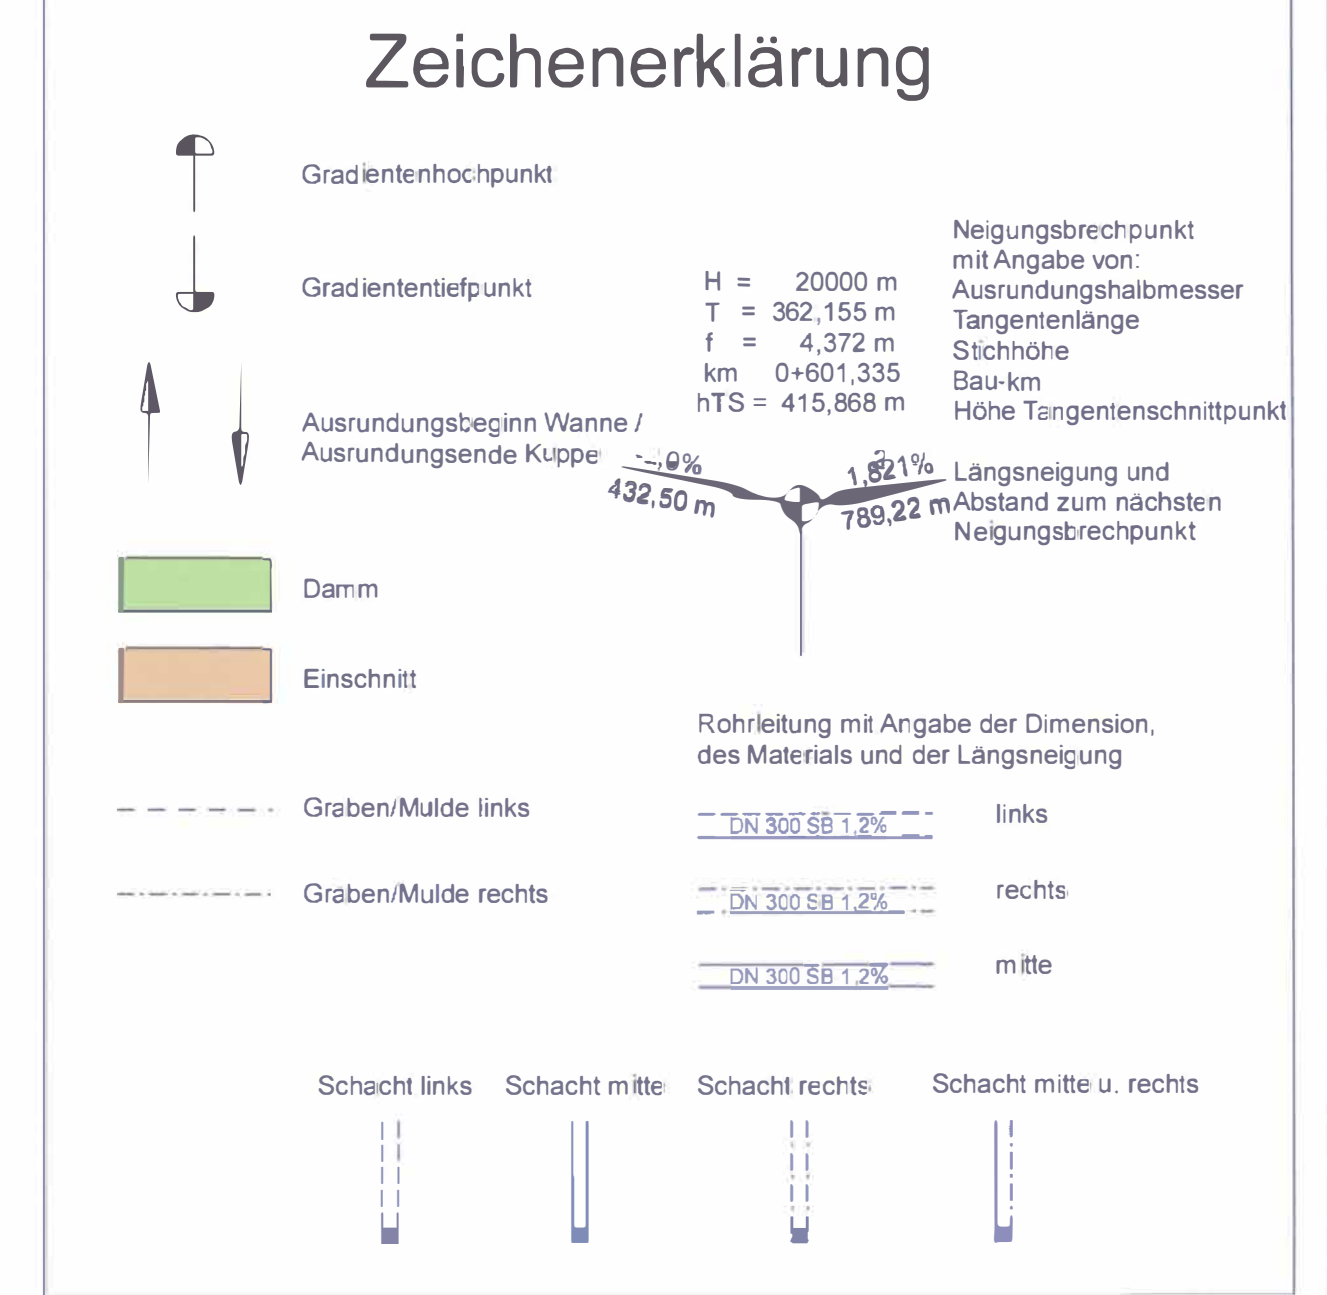 Zeichenerklärung
Gradientenhochpunkt
Gradiententiefpunkt
Ausrundungsbeginn Wanne /
Ausrundungsende Kuppe
H = 20000 m
T = 362,155 m
f = 4,372 m
km 0+601,335
hTS = 415,868 m
Neigungsbrechpunkt
mit Angabe von:
Ausrundungshalbmesser
Tangentenlänge
Stichhöhe
Bau-km
Höhe Tangentenschnittpunkt
432,50 m
1,821%
789,22 m
Längsneigung und
Abstand zum nächsten
Neigungsbrechpunkt
Damm
Einschnitt
Graben/Mulde links
Graben/Mulde rechts
Rohrleitung mit Angabe der Dimension,
des Materials und der Längsneigung
DN 300 SB 1,2%
links
DN 300 SB 1,2%
rechts
DN 300 SB 1,2%
mitte
Schacht links
Schacht mitte
Schacht rechts
Schacht mitte u. rechts